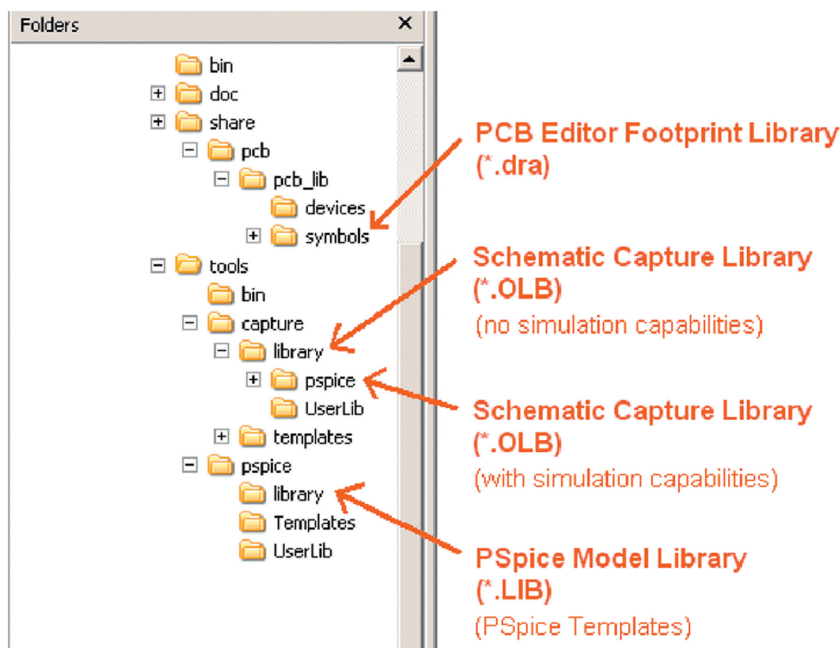 Folders
bin
doc
share
pcb
pcb_lib
devices
symbols
tools
bin
capture
library
pspice
UserLib
templates
pspice
library
Templates
UserLib
PCB Editor Footprint Library
(*.dra)
Schematic Capture Library
(*.OLB)
(no simulation capabilities)
Schematic Capture Library
(*.OLB)
(with simulation capabilities)
PSpice Model Library
(*.LIB)
(PSpice Templates)